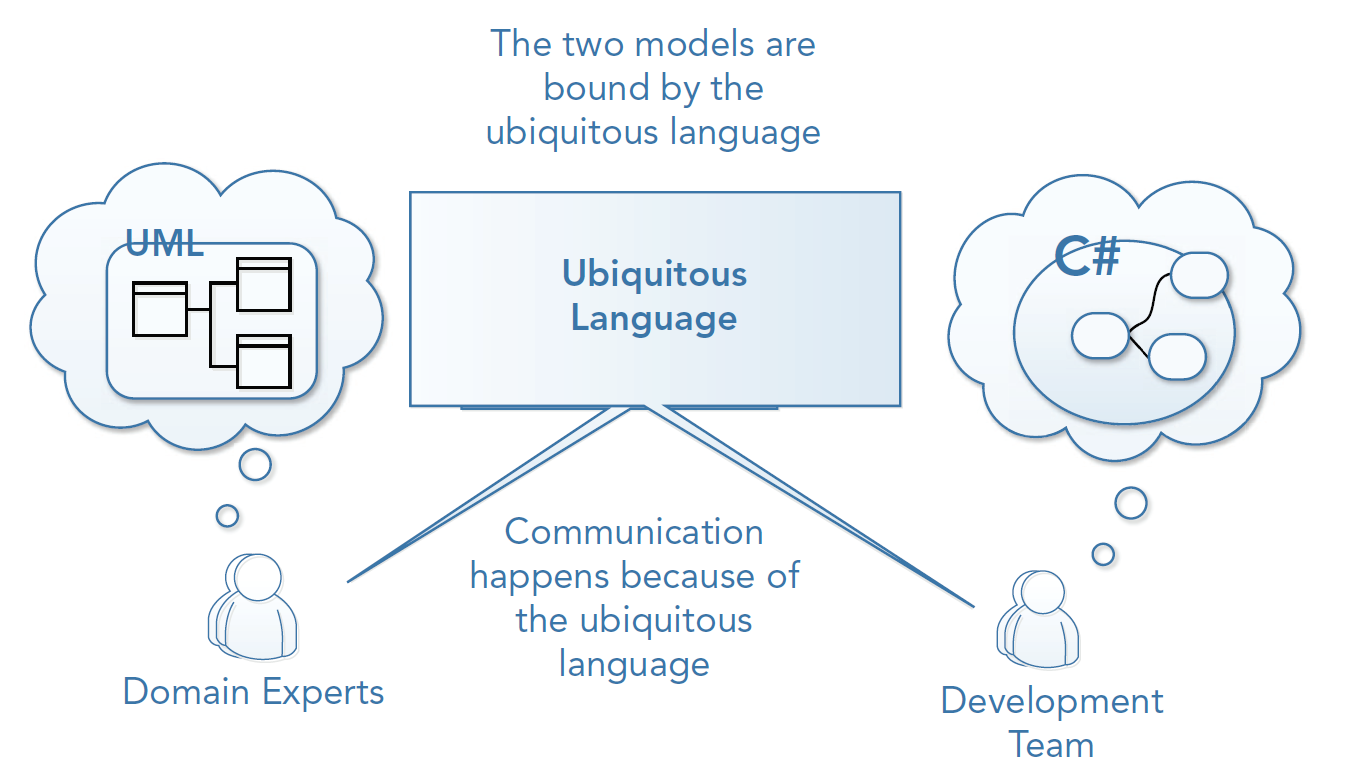 The two models are
bound by the
ubiquitous language
UML
Ubiquitous
Language
C#
Communication
happens because of
the ubiquitous
language
Domain Experts
Development
Team